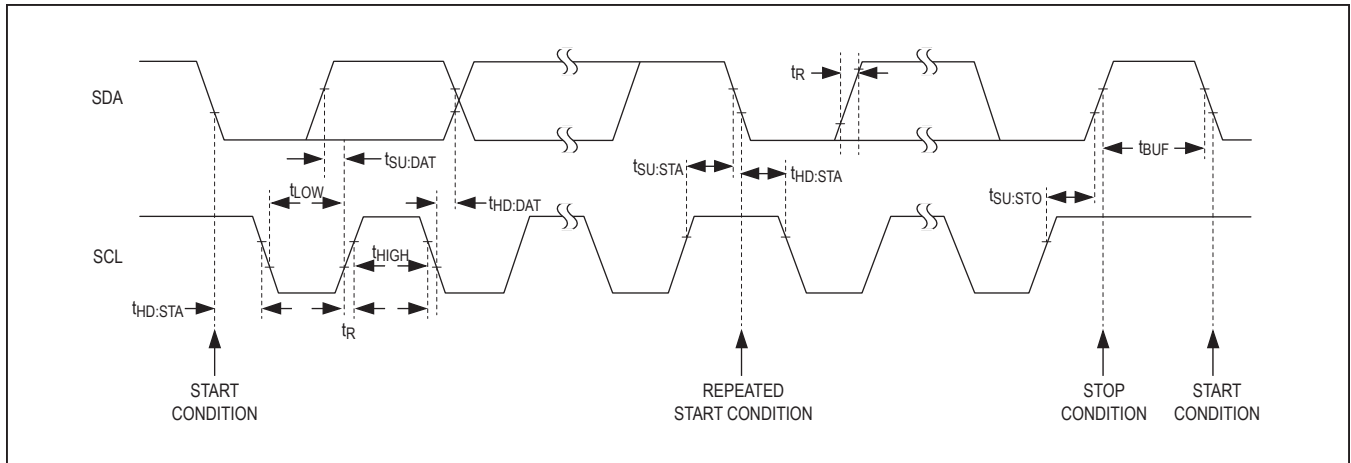 SDA
tR
tSU:DAT
tSU:STA
tHD:STA
tBUF
tLOW
tHD:DAT
tSU:STO
SCL
tHIGH
tHD:STA
tR
START
CONDITION
REPEATED
START CONDITION
STOP
CONDITION
START
CONDITION